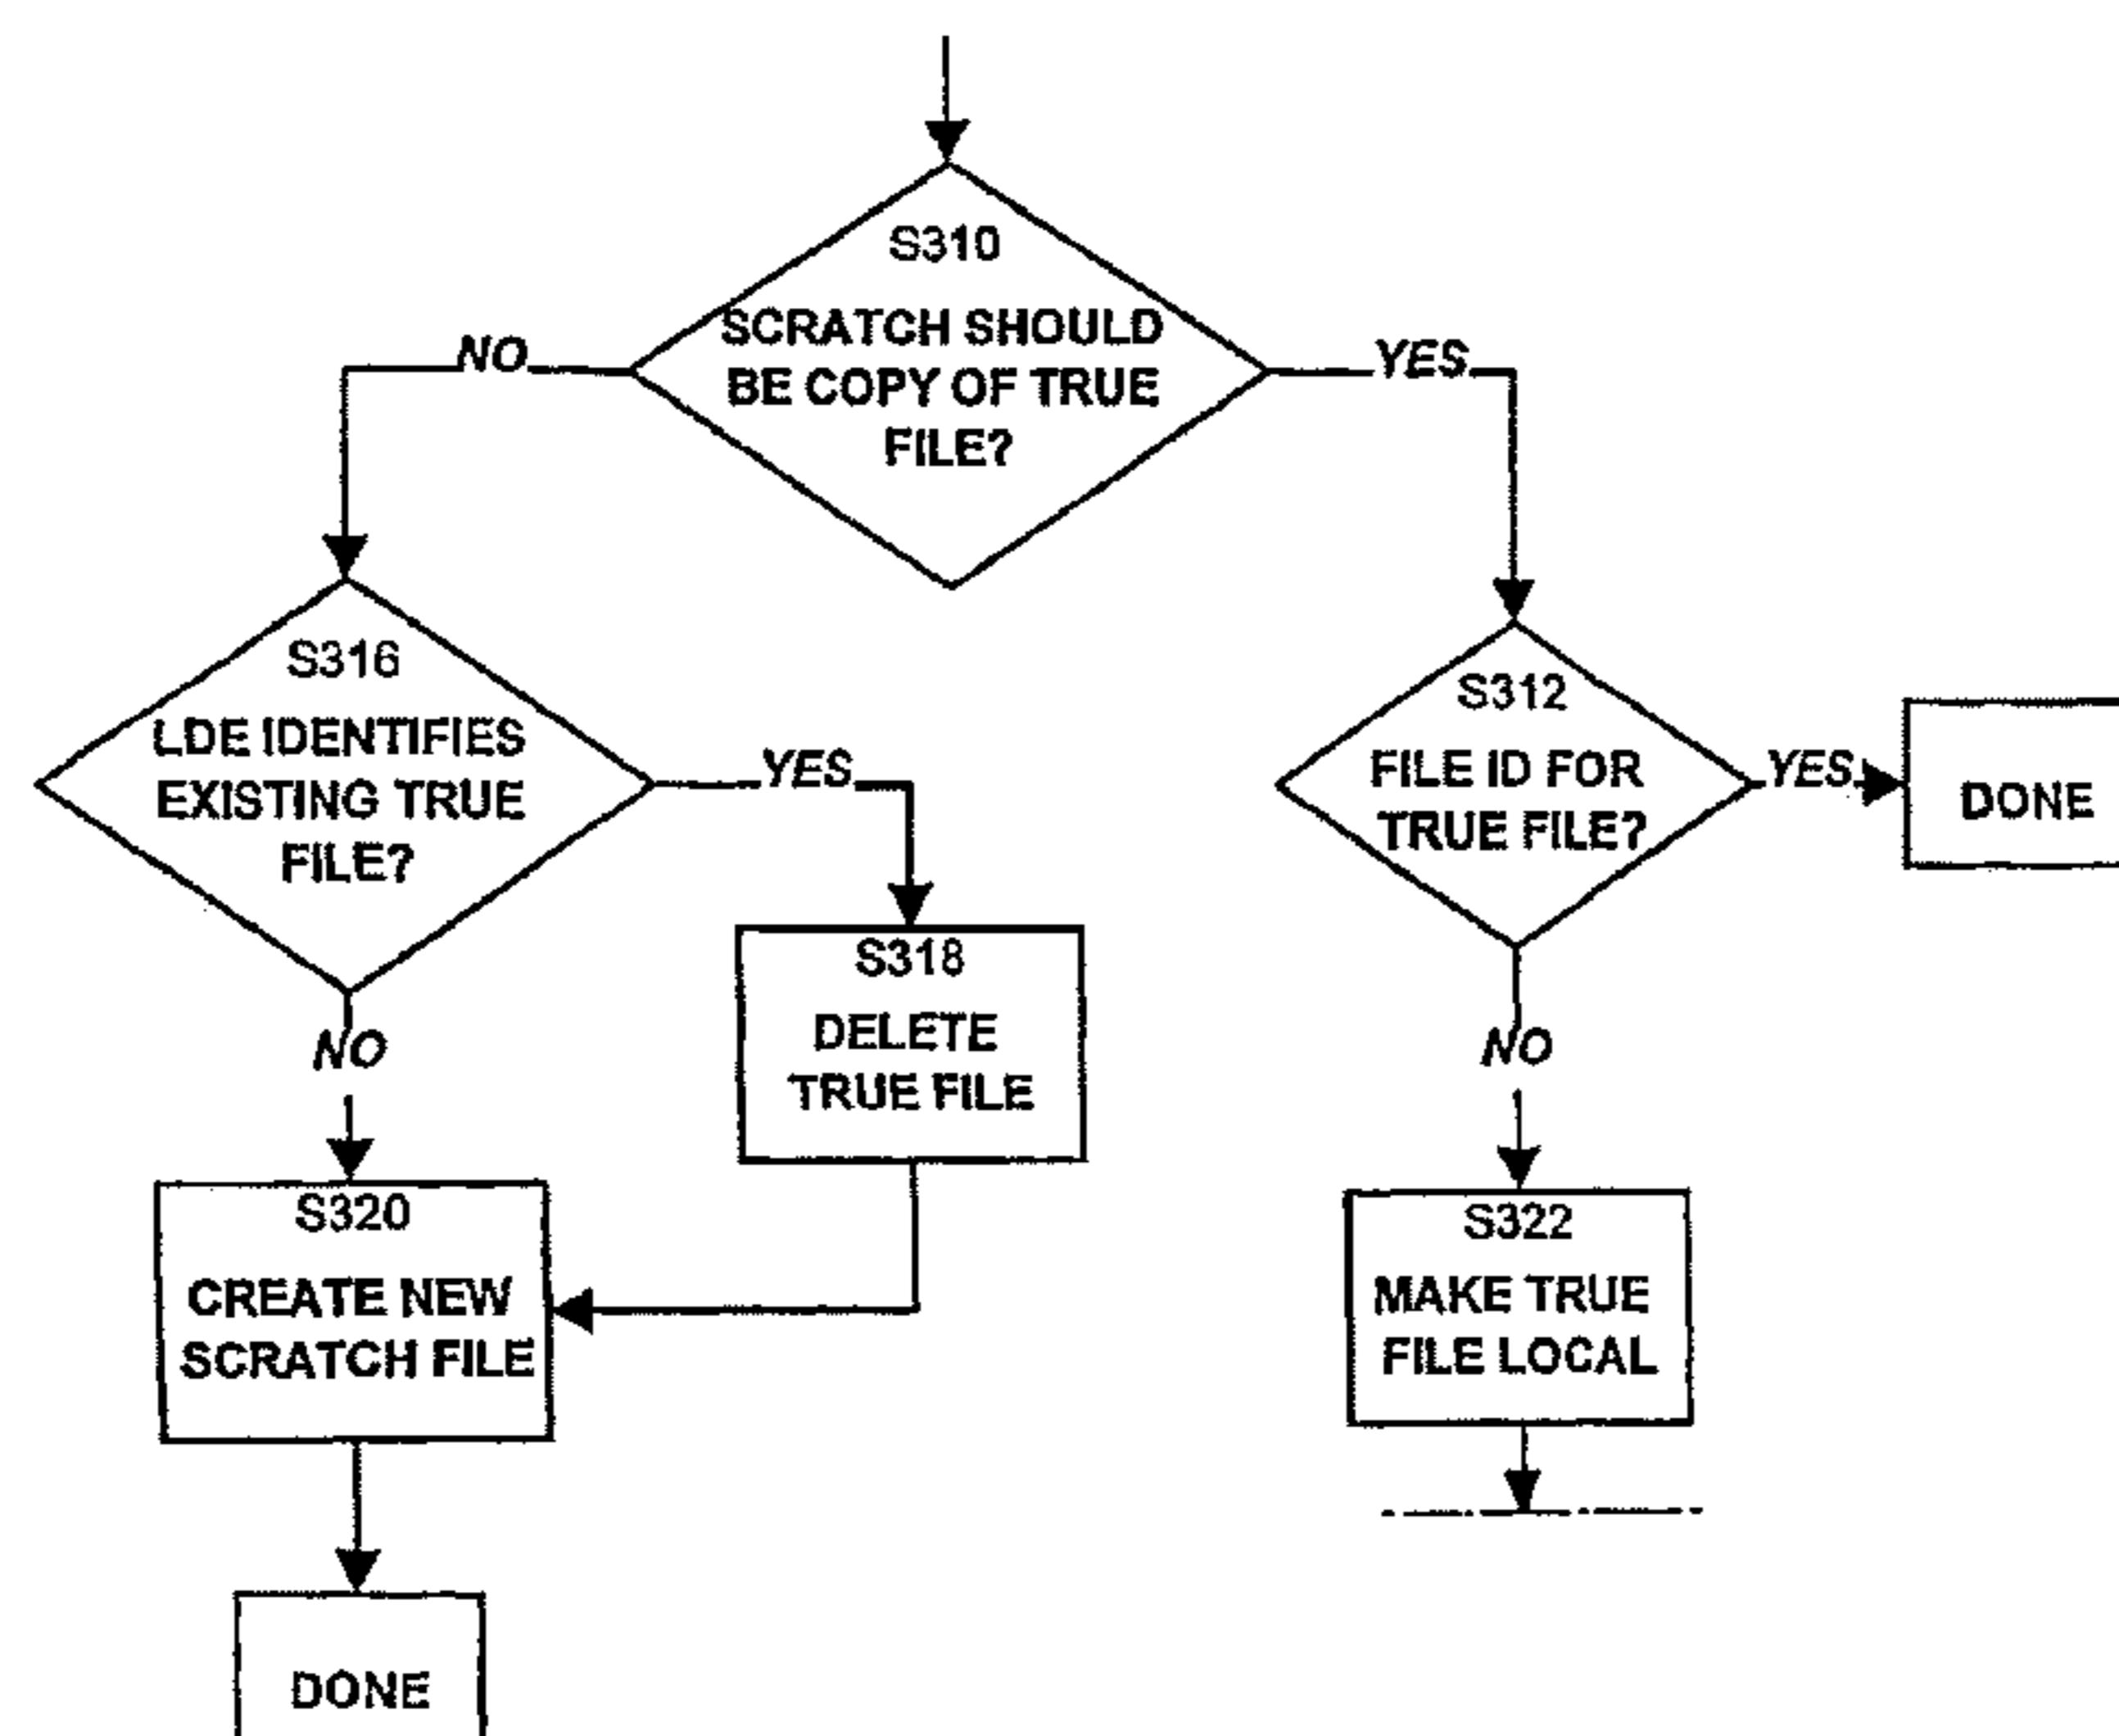 S310
SCRATCH SHOULD
BE COPY OF TRUE
FILE?
NO
YES
S316
LDE IDENTIFIES
EXISTING TRUE
FILE?
YES
NO
S312
FILE ID FOR
TRUE FILE?
YES
DONE
NO
S318
DELETE
TRUE FILE
S320
CREATE NEW
SCRATCH FILE
S322
MAKE TRUE
FILE LOCAL
DONE